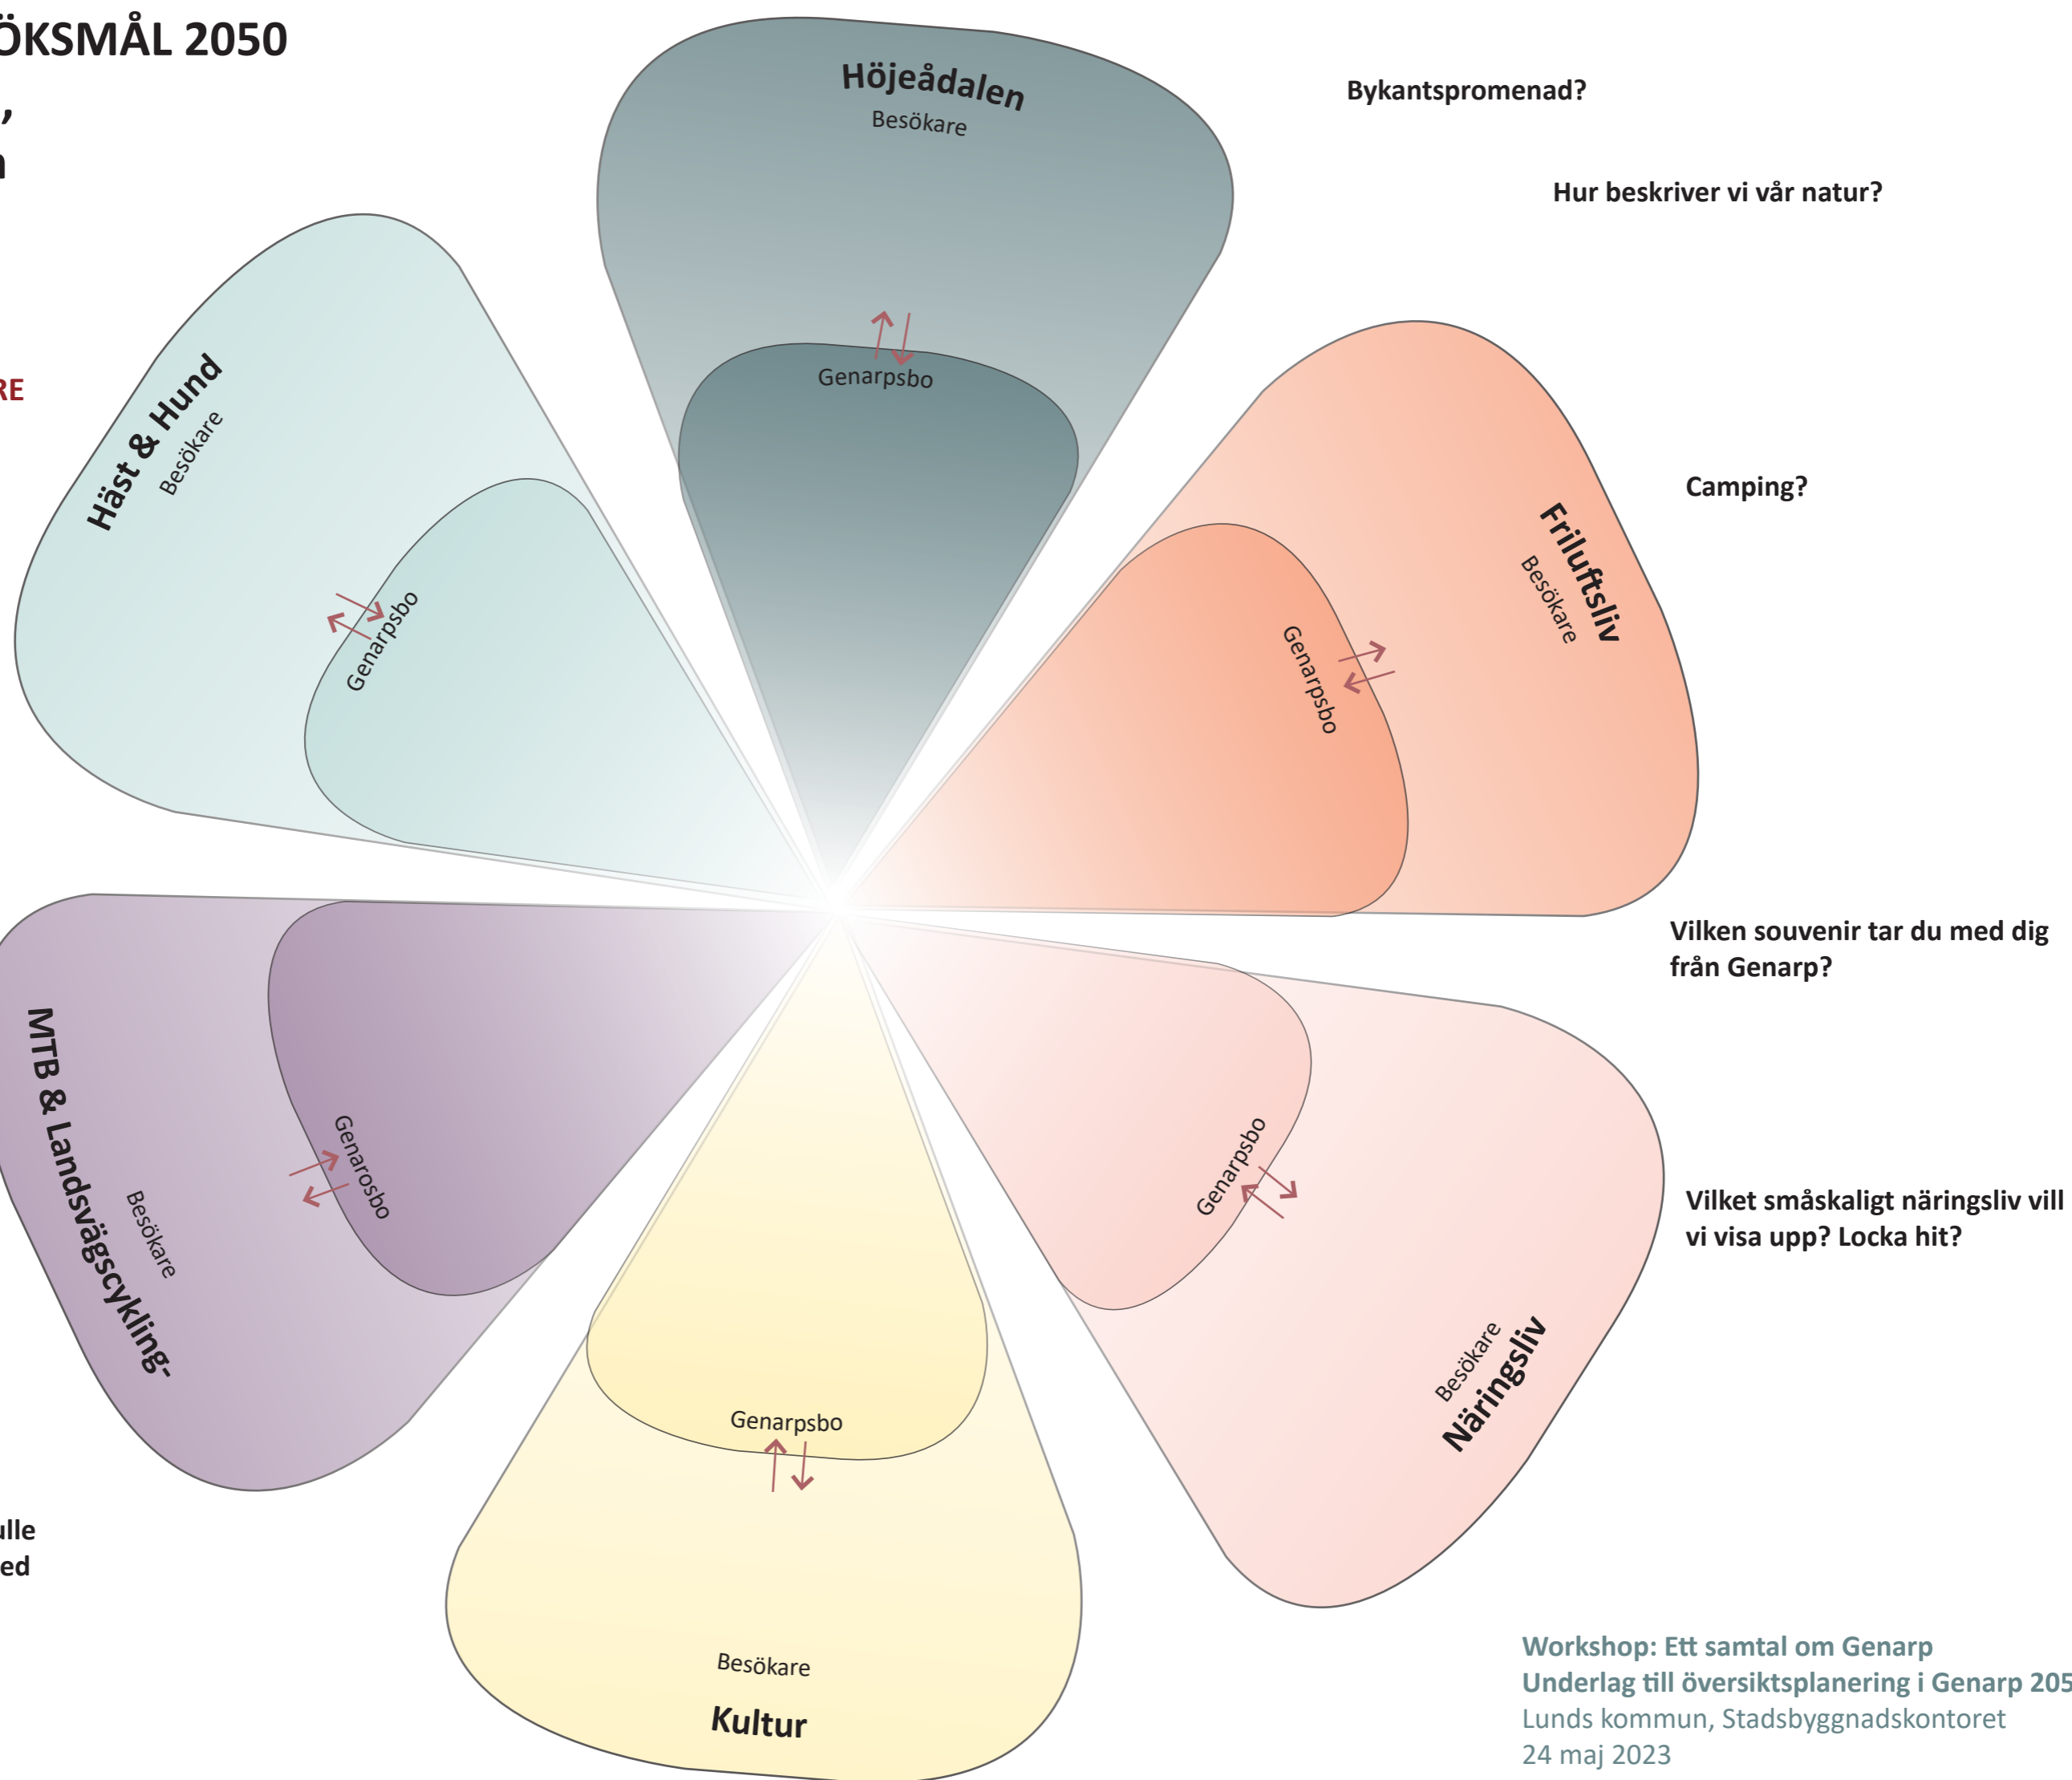 ÖKSMÅL 2050
,
RE
Höjeådalen
Besökare
Genarpsbo
Bykantspromenad?
Hur beskriver vi vår natur?
Häst & Hund
Besökare
Genarpsbo
Friluftsliv
Besökare
Genarpsbo
Camping?
Vilken souvenir tar du med dig
från Genarp?
MTB & Landsvägscykling-
Besökare
Genarosbo
Genarpsbo
Besökare
Näringsliv
Vilket småskaligt näringsliv vill
vi visa upp? Locka hit?
Genarpsbo
Besökare
Kultur
ulle
ed
Workshop: Ett samtal om Genarp
Underlag till översiktsplanering i Genarp 205
Lunds kommun, Stadsbyggnadskontoret
24 maj 2023